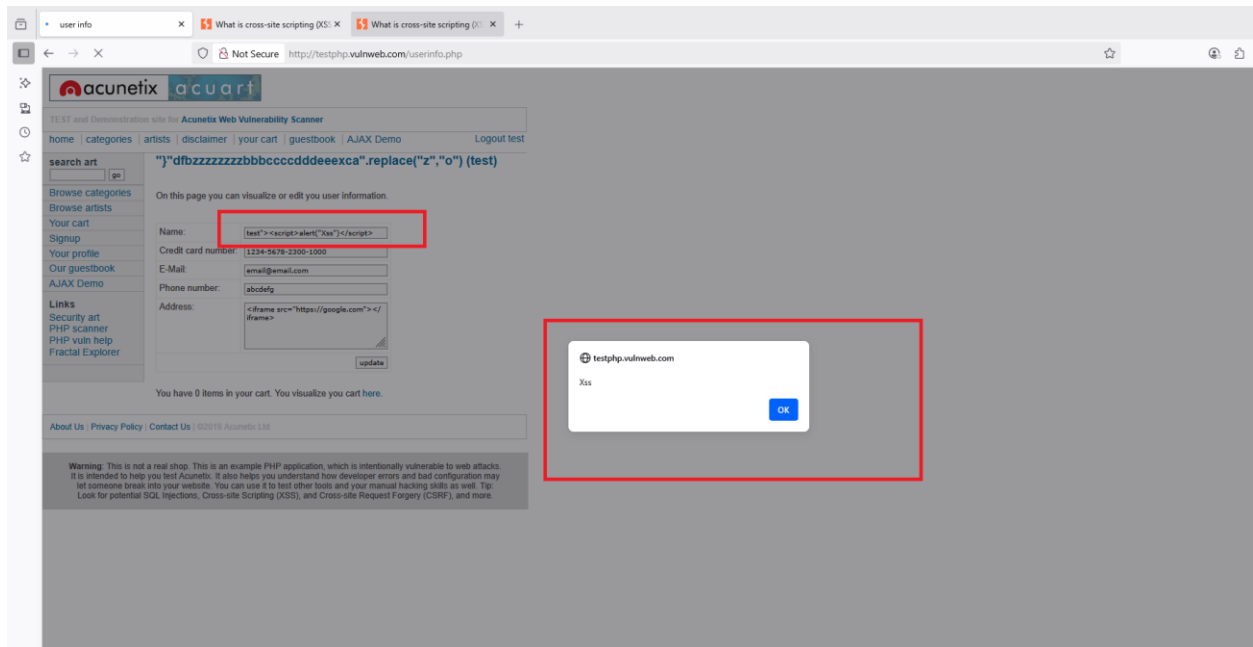 user info
What is cross-site scripting (XSS
What is cross-site scripting (X
Not Secure http://testphp.vulnweb.com/userinfo.php
acunetix acuart
TEST and Demonstration site for Acunetix Web Vulnerability Scanner
home | categories | artists | disclaimer | your cart | guestbook | AJAX Demo Logout test
search art
go
Browse categories
Browse artists
Your cart
Signup
Your profile
Our guestbook
AJAX Demo
Links
Security art
PHP scanner
PHP vuln help
Fractal Explorer
On this page you can visualize or edit you user information.
Name: test"><script>alert("Xss")</script>
Credit card number: 1234-5678-2300-1000
E-Mail: email@email.com
Phone number: abcdefg
Address: <iframe src="https://google.com"></
iframe>
update
You have 0 items in your cart. You visualize you cart here.
About Us | Privacy Policy | Contact Us | ©2019 Acunetix Ltd
Warning: This is not a real shop. This is an example PHP application, which is intentionally vulnerable to web attacks.
It is intended to help you test Acunetix. It also helps you understand how developer errors and bad configuration may
let someone break into your website. You can use it to test other tools and your manual hacking skills as well. Tip:
Look for potential SQL Injections, Cross-site Scripting (XSS), and Cross-site Request Forgery (CSRF), and more.
testphp.vulnweb.com
Xss
OK